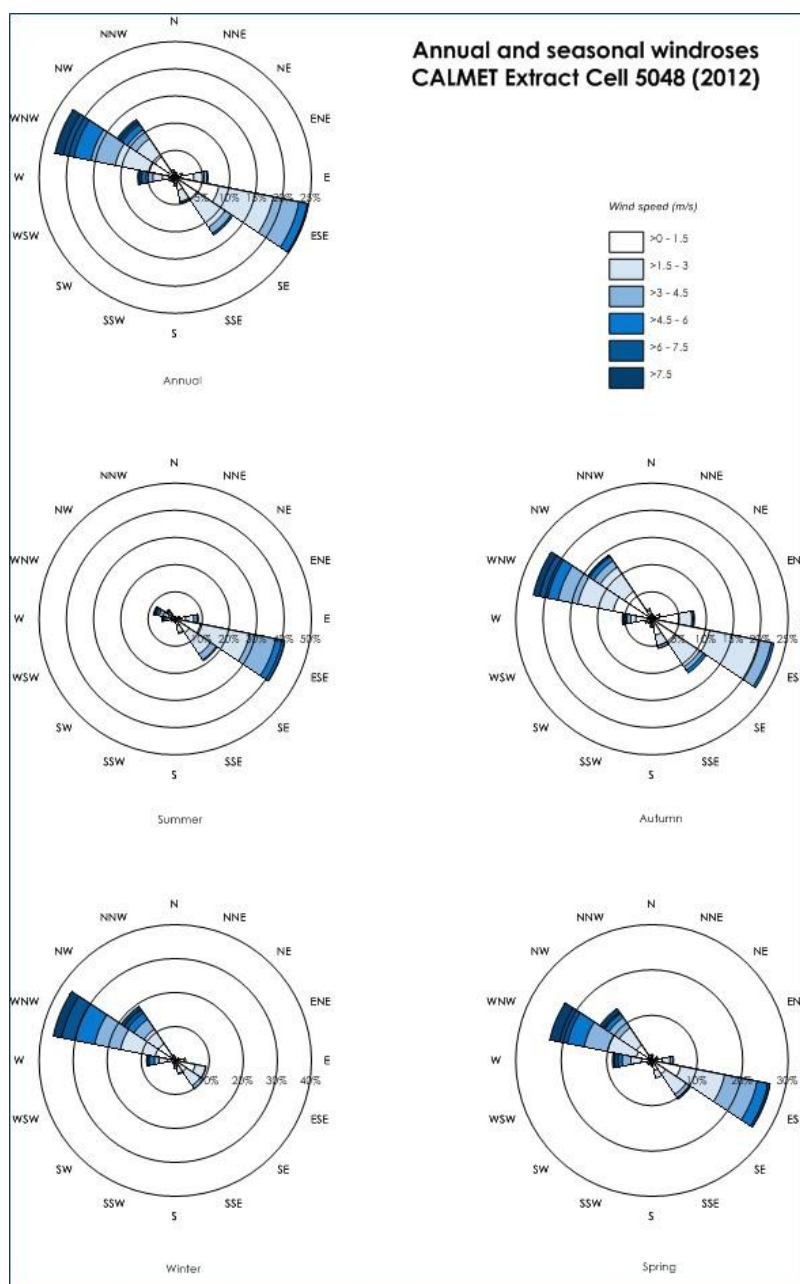 Annual and seasonal windroses
CALMET Extract Cell 5048 (2012)
N
NNW
NNE
NW
NE
WNW
ENE
W
E
5%
10%
15%
20%
25%
WSW
ESE
SW
SE
SSW
SSE
S
Annual
Wind speed (m/s)
>0 - 1.5
>1.5 - 3
>3 - 4.5
>4.5 - 6
>6 - 7.5
>7.5
N
NNW
NNE
NW
NE
WNW
ENE
W
E
10%
20%
30%
40%
50%
WSW
ESE
SW
SE
SSW
SSE
S
Summer
N
NNW
NNE
NW
NE
WNW
EN
W
E
5%
10%
15%
20%
25%
WSW
ES
SW
SE
SSW
SSE
S
Autumn
N
NNW
NNE
NW
NE
WNW
ENE
W
E
10%
20%
30%
40%
WSW
ESE
SW
SE
SSW
SSE
S
Winter
N
NNW
NNE
NW
NE
WNW
EN
W
E
10%
20%
30%
WSW
ES
SW
SE
SSW
SSE
S
Spring